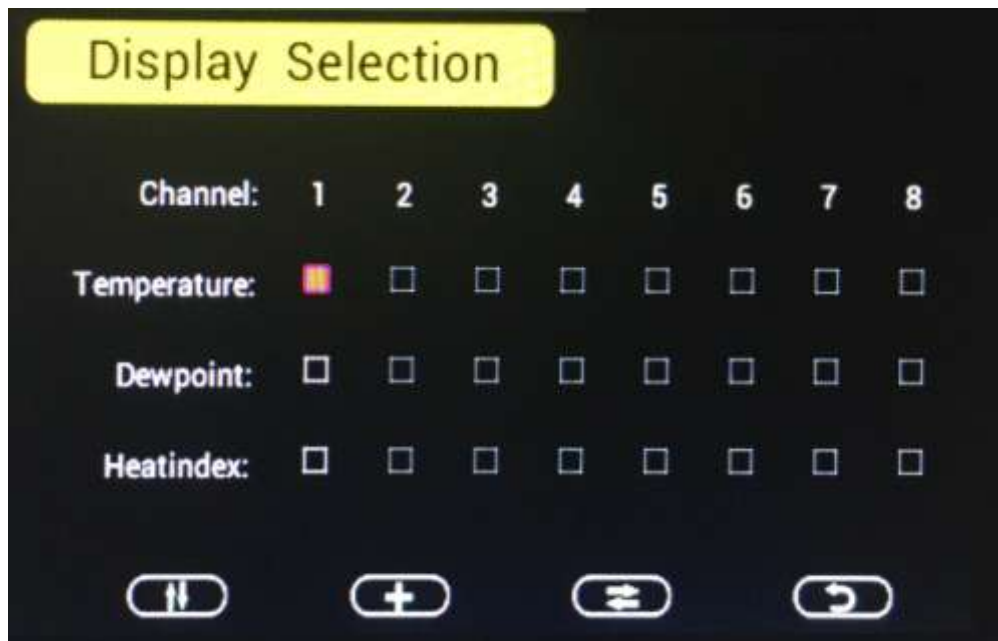 Display Selection
Channel: 1 2 3 4 5 6 7 8
Temperature:
Dewpoint:
Heatindex: